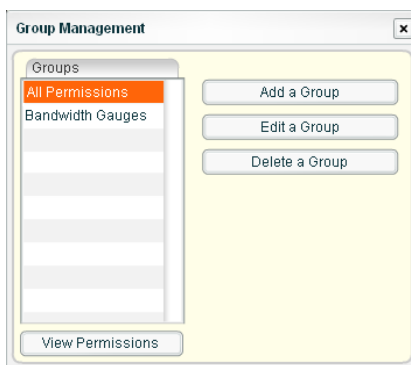 Group Management
Groups
All Permissions
Bandwidth Gauges
Add a Group
Edit a Group
Delete a Group
View Permissions